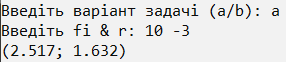 Введіть варіант задачі (a/b): a
Введіть fi & r: 10 -3
(2.517; 1.632)